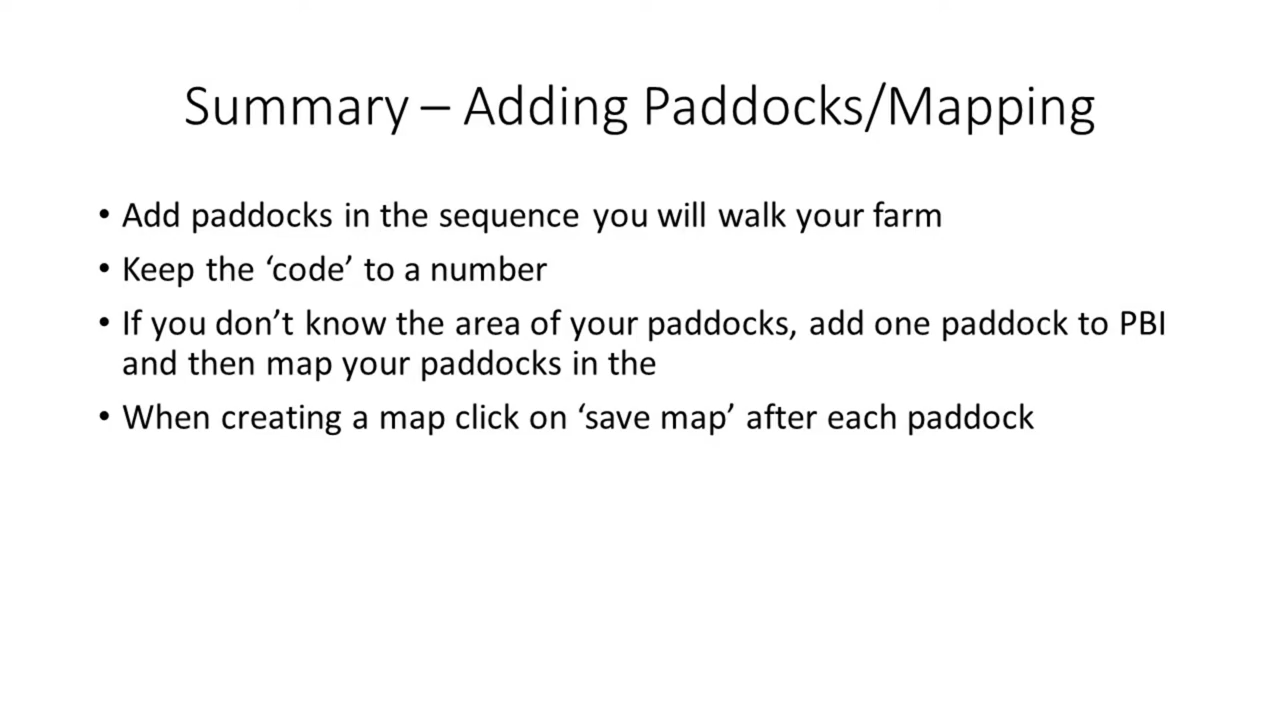 Summary – Adding Paddocks/Mapping
• Add paddocks in the sequence you will walk your farm
• Keep the ‘code’ to a number
• If you don’t know the area of your paddocks, add one paddock to PBI
and then map your paddocks in the
• When creating a map click on ‘save map’ after each paddock